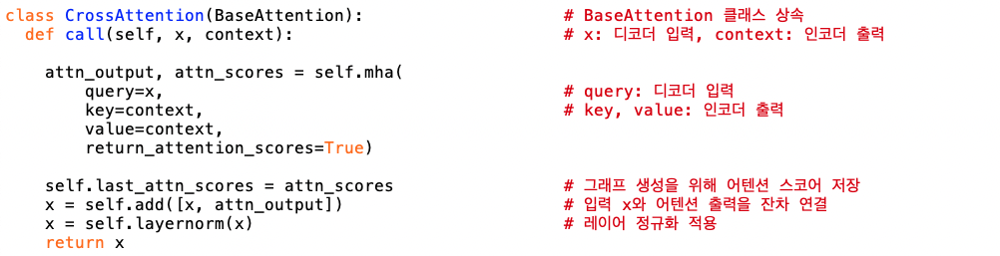 class CrossAttention(BaseAttention): # BaseAttention 클래스 상속
def call(self, x, context): # x: 디코더 입력, context: 인코더 출력
attn_output, attn_scores = self.mha(
query=x, # query: 디코더 입력
key=context, # key, value: 인코더 출력
value=context,
return_attention_scores=True)
self.last_attn_scores = attn_scores # 그래프 생성을 위해 어텐션 스코어 저장
x = self.add([x, attn_output]) # 입력 x와 어텐션 출력을 잔차 연결
x = self.layernorm(x) # 레이어 정규화 적용
return x